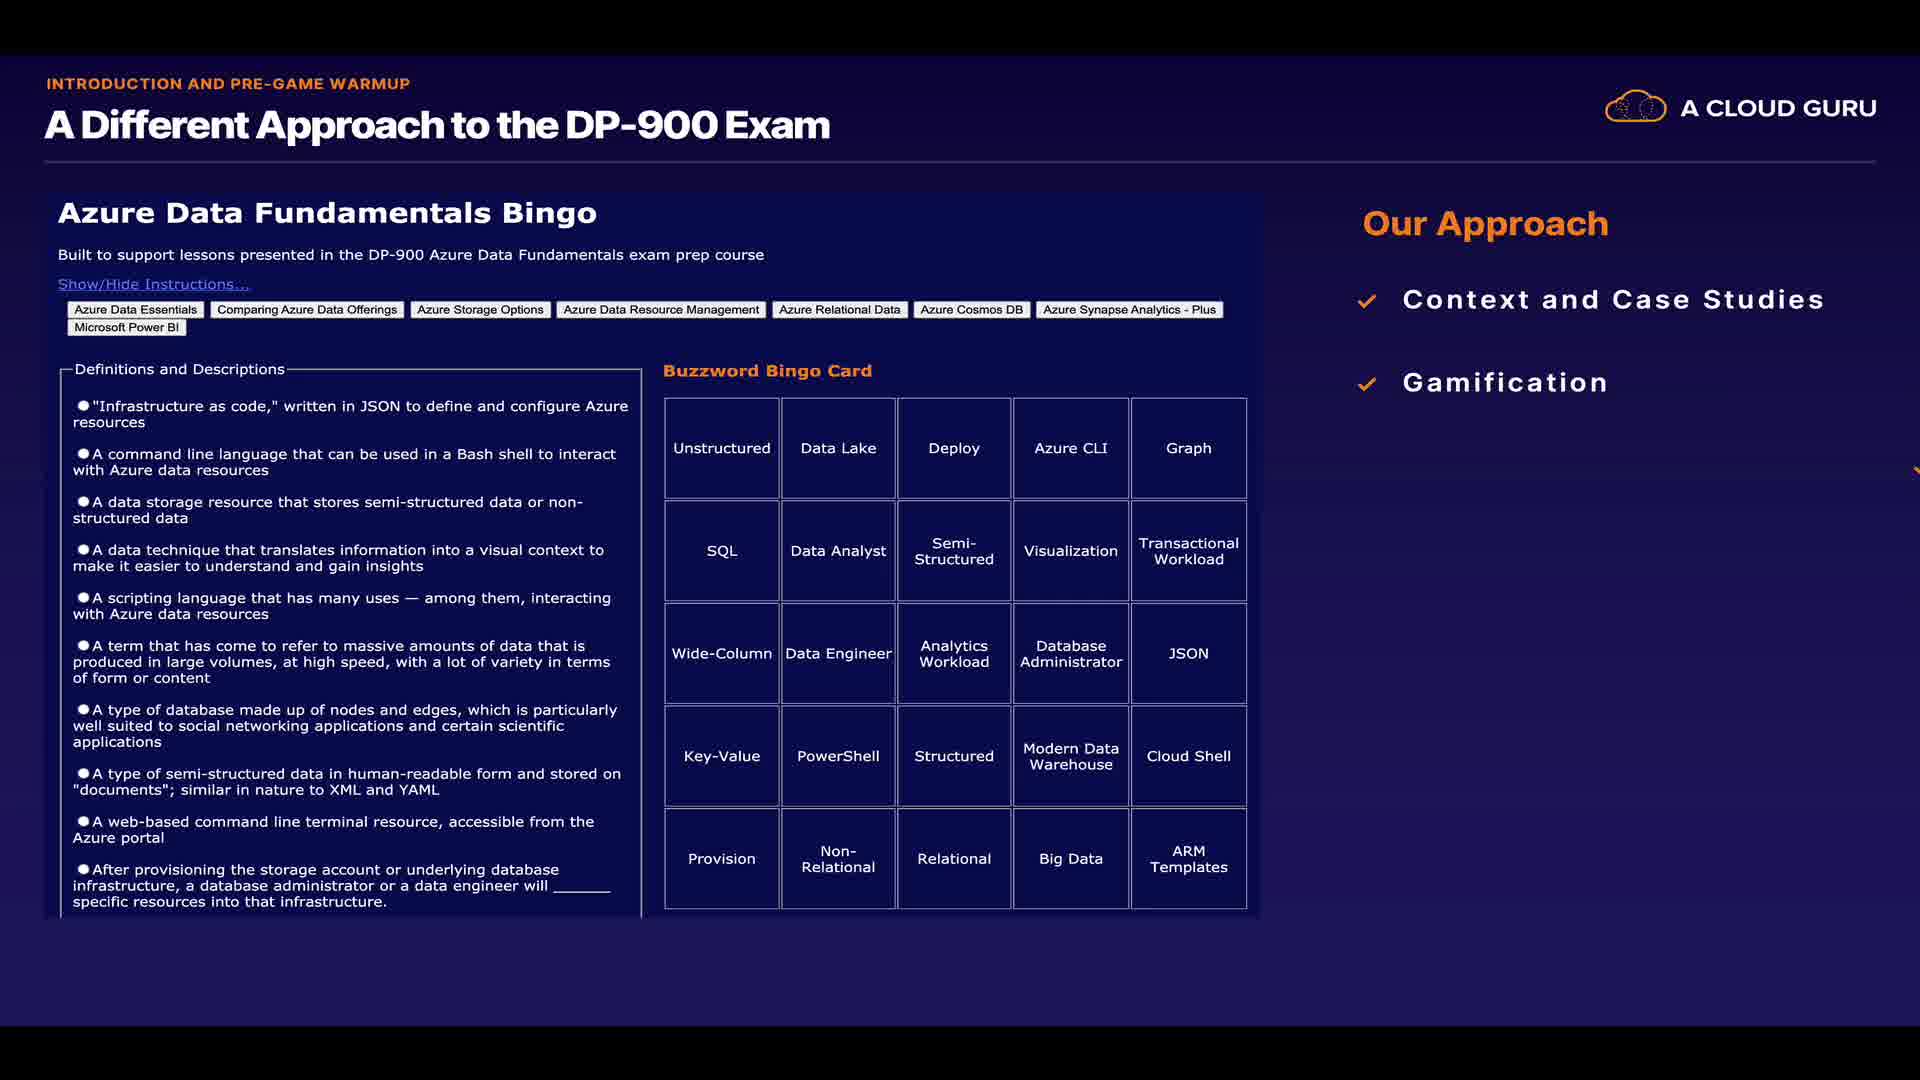 INTRODUCTION AND PRE-GAME WARMUP
A Different Approach to the DP-900 Exam
A CLOUD GURU
Azure Data Fundamentals Bingo
Built to support lessons presented in the DP-900 Azure Data Fundamentals exam prep course
Show/Hide Instructions...
Azure Data Essentials
Comparing Azure Data Offerings
Azure Storage Options
Azure Data Resource Management
Azure Relational Data
Azure Cosmos DB
Azure Synapse Analytics - Plus
Microsoft Power BI
Definitions and Descriptions
"Infrastructure as code," written in JSON to define and configure Azure
resources
A command line language that can be used in a Bash shell to interact
with Azure data resources
A data storage resource that stores semi-structured data or non-
structured data
A data technique that translates information into a visual context to
make it easier to understand and gain insights
A scripting language that has many uses — among them, interacting
with Azure data resources
A term that has come to refer to massive amounts of data that is
produced in large volumes, at high speed, with a lot of variety in terms
of form or content
A type of database made up of nodes and edges, which is particularly
well suited to social networking applications and certain scientific
applications
A type of semi-structured data in human-readable form and stored on
"documents"; similar in nature to XML and YAML
A web-based command line terminal resource, accessible from the
Azure portal
After provisioning the storage account or underlying database
infrastructure, a database administrator or a data engineer will _______
specific resources into that infrastructure.
Buzzword Bingo Card
Unstructured
Data Lake
Deploy
Azure CLI
Graph
SQL
Data Analyst
Semi-
Structured
Visualization
Transactional
Workload
Wide-Column
Data Engineer
Analytics
Workload
Database
Administrator
JSON
Key-Value
PowerShell
Structured
Modern Data
Warehouse
Cloud Shell
Provision
Non-
Relational
Relational
Big Data
ARM
Templates
Our Approach
Context and Case Studies
Gamification